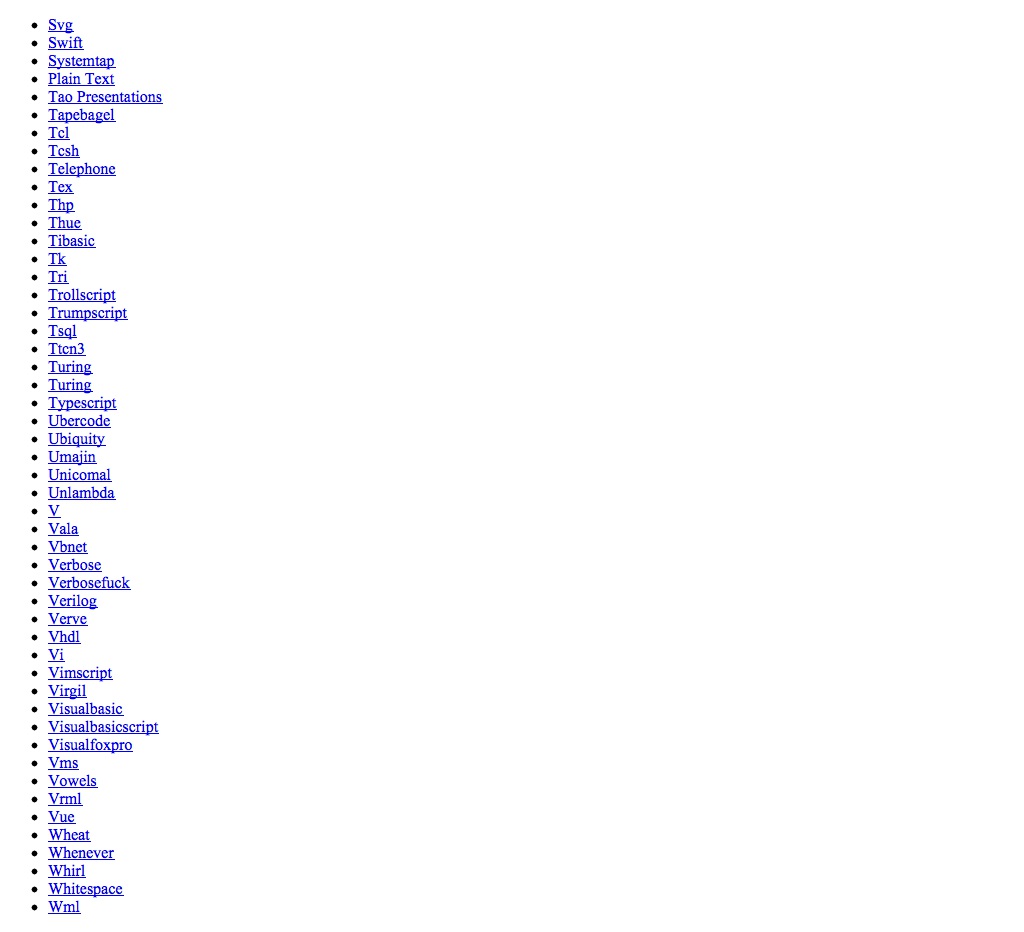 Svg
Swift
Systemtap
Plain Text
Tao Presentations
Tapebagel
Tcl
Tcsh
Telephone
Tex
Thp
Thue
Tibasic
Tk
Tri
Trollscript
Trumpscript
Tsql
Ttcn3
Turing
Turing
Typescript
Ubercode
Ubiquity
Umajin
Unicomal
Unlambda
V
Vala
Vbnet
Verbose
Verbosefuck
Verilog
Verve
Vhdl
Vi
Vimscript
Virgil
Visualbasic
Visualbasicscript
Visualfoxpro
Vms
Vowels
Vrml
Vue
Wheat
Whenever
Whirl
Whitespace
Wml